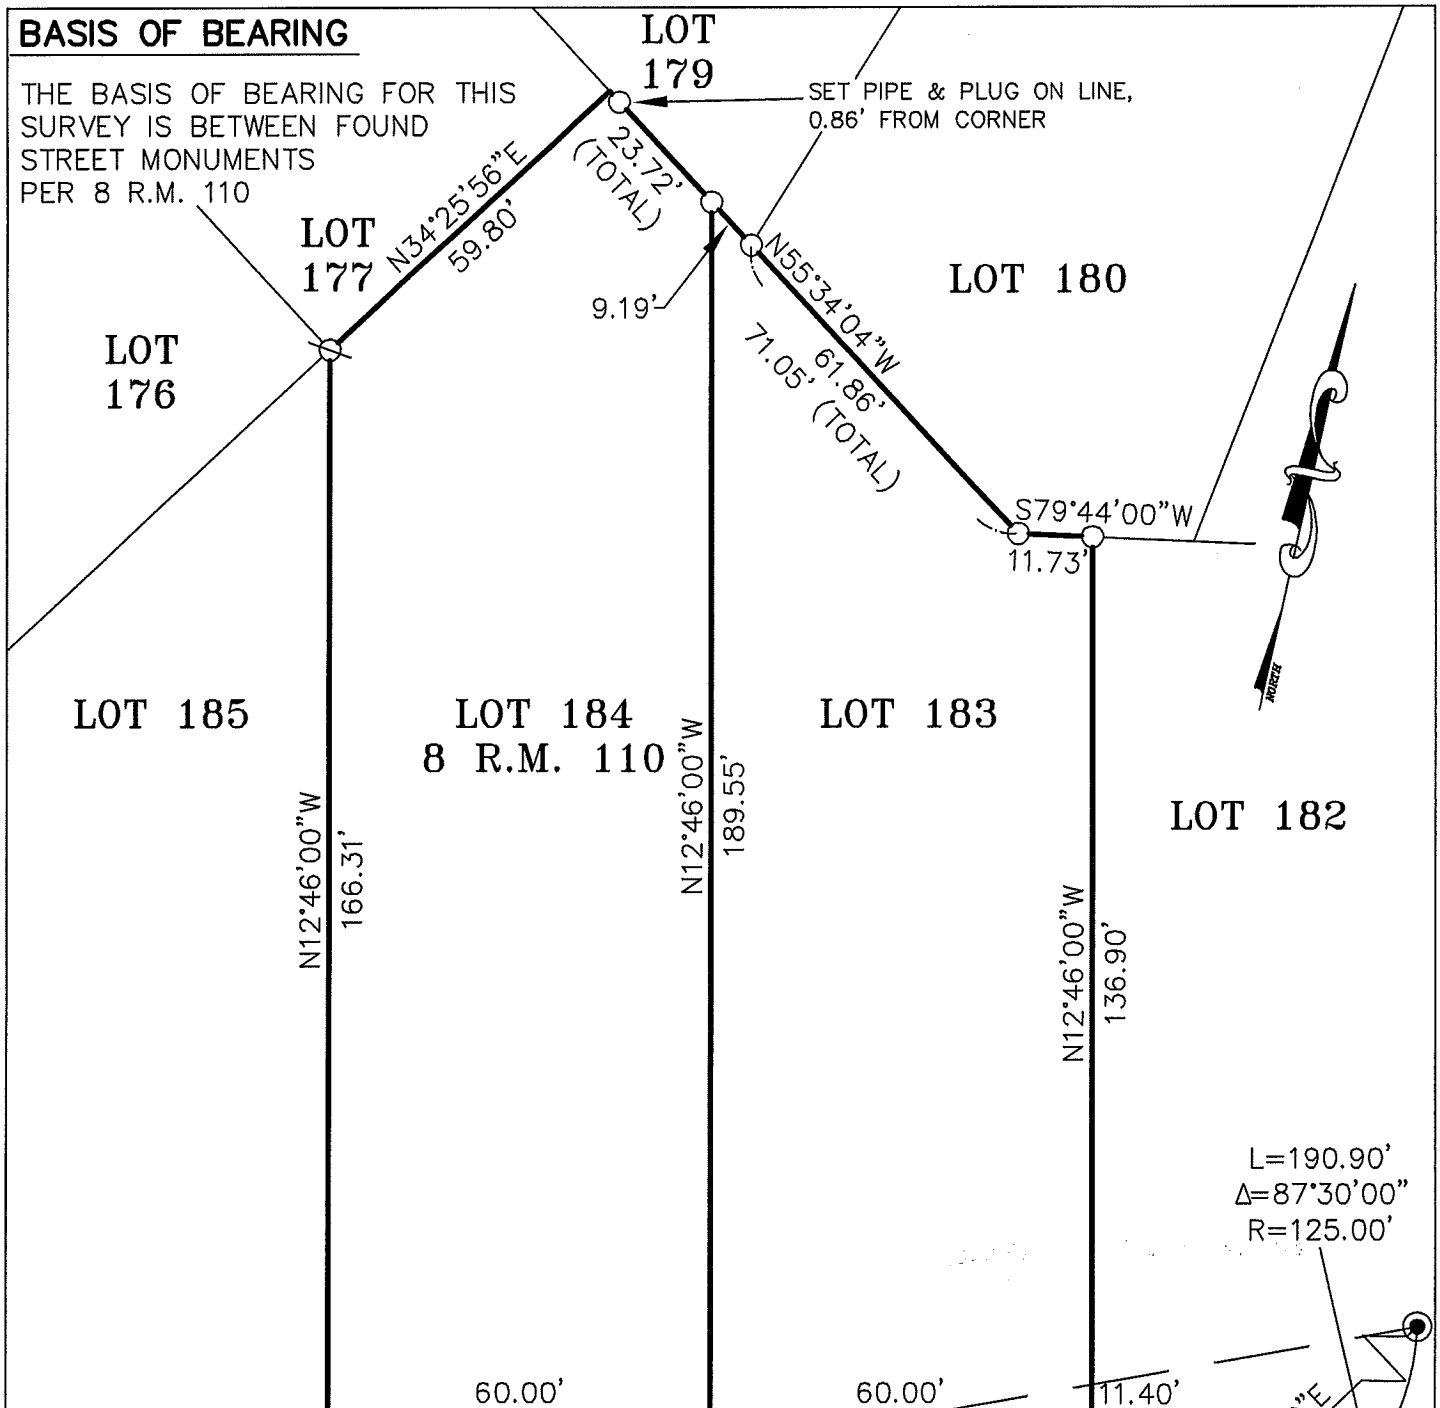 BASIS OF BEARING
THE BASIS OF BEARING FOR THIS
SURVEY IS BETWEEN FOUND
STREET MONUMENTS
PER 8 R.M. 110
LOT
179
SET PIPE & PLUG ON LINE,
0.86' FROM CORNER
23.72'
(TOTAL)
N34°25'56"E
59.80'
LOT
177
9.19'
N55°34'04"W
61.86'
71.05' (TOTAL)
LOT 180
LOT
176
S79°44'00"W
11.73'
NORTH
LOT 185
LOT 184
8 R.M. 110
LOT 183
LOT 182
N12°46'00"W
166.31'
N12°46'00"W
189.55'
N12°46'00"W
136.90'
L=190.90'
Δ=87°30'00"
R=125.00'
60.00'
60.00'
11.40'
"E